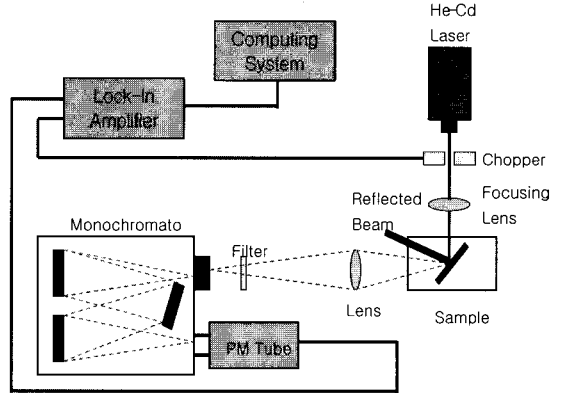 He-Cd
Laser
Computing
System
Lock-In
Amplifier
Chopper
Reflected
Beam
Focusing
Lens
Monochromato
Filter
Lens
Sample
PM Tube